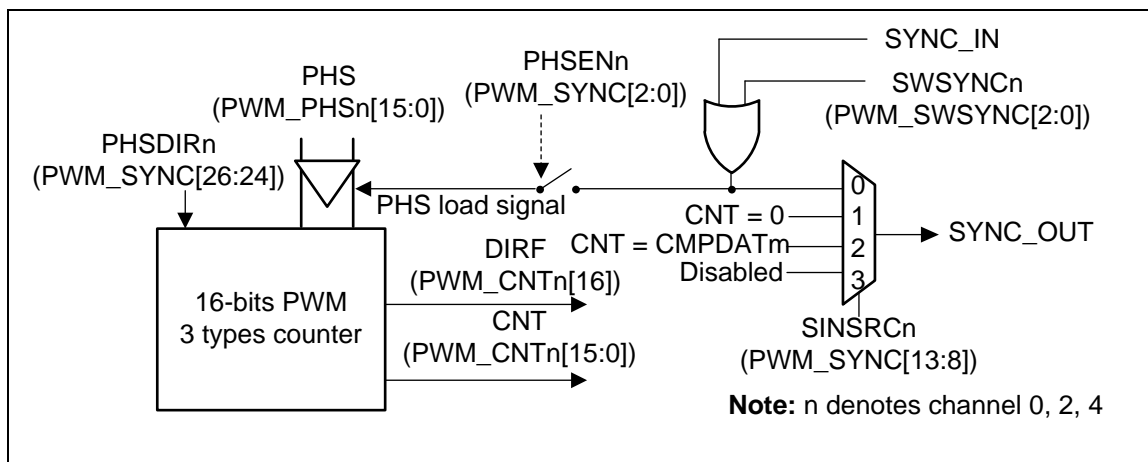 SYNC_IN
SWSYNCn
(PWM_SWSYNC[2:0])
PHSENn
(PWM_SYNC[2:0])
PHS
(PWM_PHSn[15:0])
PHSDIRn
(PWM_SYNC[26:24])
PHS load signal
0
CNT = 0
1
CNT = CMPDATm
2
Disabled
3
SYNC_OUT
DIRF
(PWM_CNTn[16])
16-bits PWM
3 types counter
CNT
(PWM_CNTn[15:0])
SINSRCn
(PWM_SYNC[13:8])
Note: n denotes channel 0, 2, 4